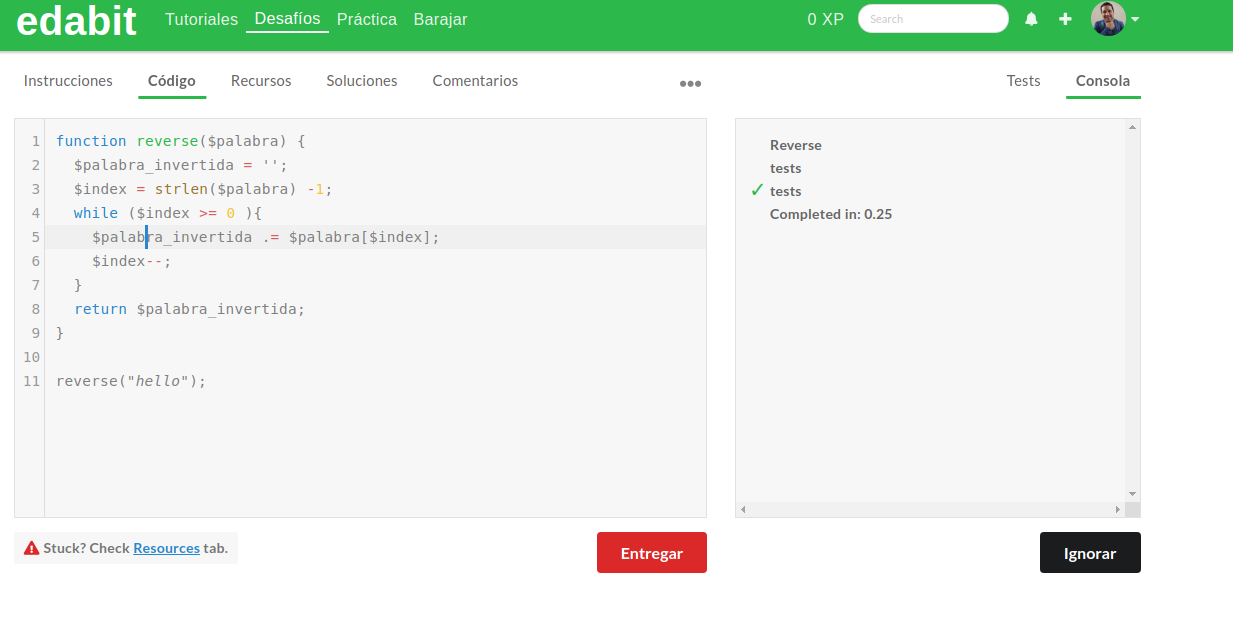 edabit Tutoriales Desafíos Práctica Barajar 0 XP Search
Instrucciones Código Recursos Soluciones Comentarios ••• Tests Consola
1 function reverse($palabra) {
2 $palabra_invertida = '';
3 $index = strlen($palabra) -1;
4 while ($index >= 0 ){
5 $palabra_invertida .= $palabra[$index];
6 $index--;
7 }
8 return $palabra_invertida;
9 }
10
11 reverse("hello");
Reverse
tests
✓ tests
Completed in: 0.25
Stuck? Check Resources tab.
Entregar
Ignorar